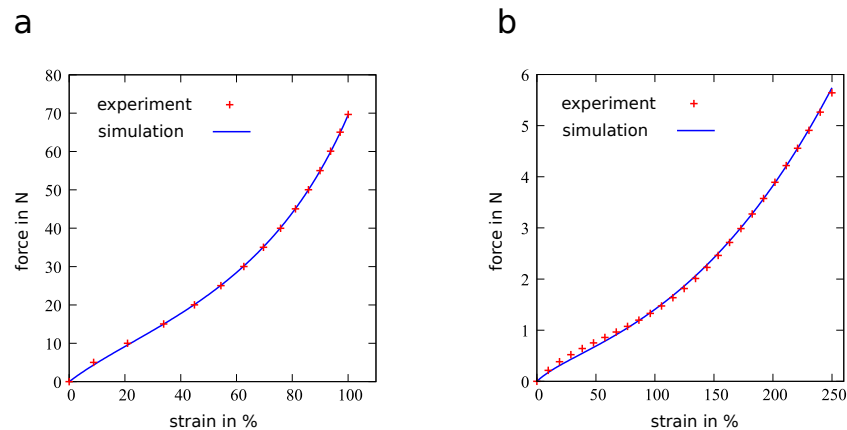 a
80
70
60
50
40
30
20
10
0
force in N
experiment
simulation
0 20 40 60 80 100
strain in %
b
6
5
4
3
2
1
0
force in N
experiment
simulation
0 50 100 150 200 250
strain in %